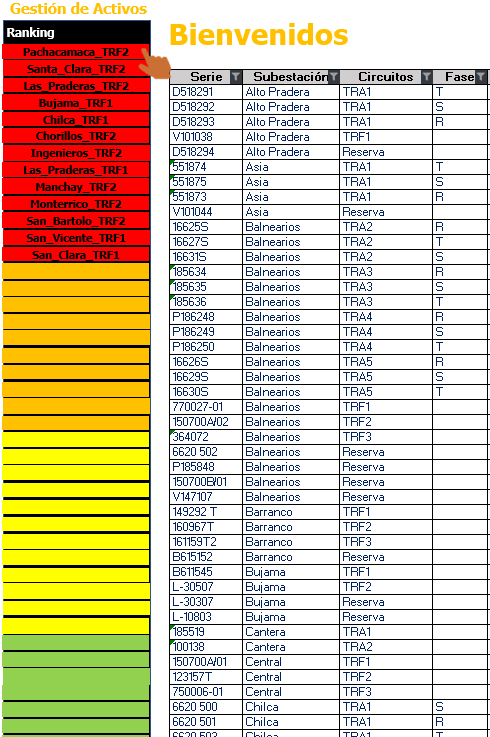 Gestión de Activos
Ranking
Pachacamaca_TRF2
Santa_Clara_TRF2
Las_Praderas_TRF2
Bujama_TRF1
Chilca_TRF1
Chorillos_TRF2
Ingenieros_TRF2
Las_Praderas_TRF1
Manchay_TRF2
Monterrico_TRF2
San_Bartolo_TRF2
San_Vicente_TRF1
San_Clara_TRF1
Bienvenidos
Serie Subestación Circuitos Fase
D518291 Alto Pradera TRA1 T
D518292 Alto Pradera TRA1 S
D518293 Alto Pradera TRA1 R
V101038 Alto Pradera TRF1
D518294 Alto Pradera Reserva
551874 Asia TRA1 T
551875 Asia TRA1 S
551873 Asia TRA1 R
V101044 Asia Reserva
16625S Balnearios TRA2 R
16627S Balnearios TRA2 T
16631S Balnearios TRA2 S
185634 Balnearios TRA3 R
185635 Balnearios TRA3 S
185636 Balnearios TRA3 T
P186248 Balnearios TRA4 R
P186249 Balnearios TRA4 S
P186250 Balnearios TRA4 T
16626S Balnearios TRA5 R
16629S Balnearios TRA5 S
16630S Balnearios TRA5 T
770027-01 Balnearios TRF1
150700A/02 Balnearios TRF2
364072 Balnearios TRF3
6620 502 Balnearios Reserva
P185848 Balnearios Reserva
150700B/01 Balnearios Reserva
V147107 Balnearios Reserva
149292 T Barranco TRF1
160967T Barranco TRF2
161159T2 Barranco TRF3
B615152 Barranco Reserva
B611545 Bujama TRF1
L-30507 Bujama TRF2
L-30307 Bujama Reserva
L-10803 Bujama Reserva
185519 Cantera TRA1
100138 Cantera TRA2
150700A/01 Central TRF1
123157T Central TRF2
750006-01 Central TRF3
6620 500 Chilca TRA1 S
6620 501 Chilca TRA1 R
6620 503 Chilca TRA1 T